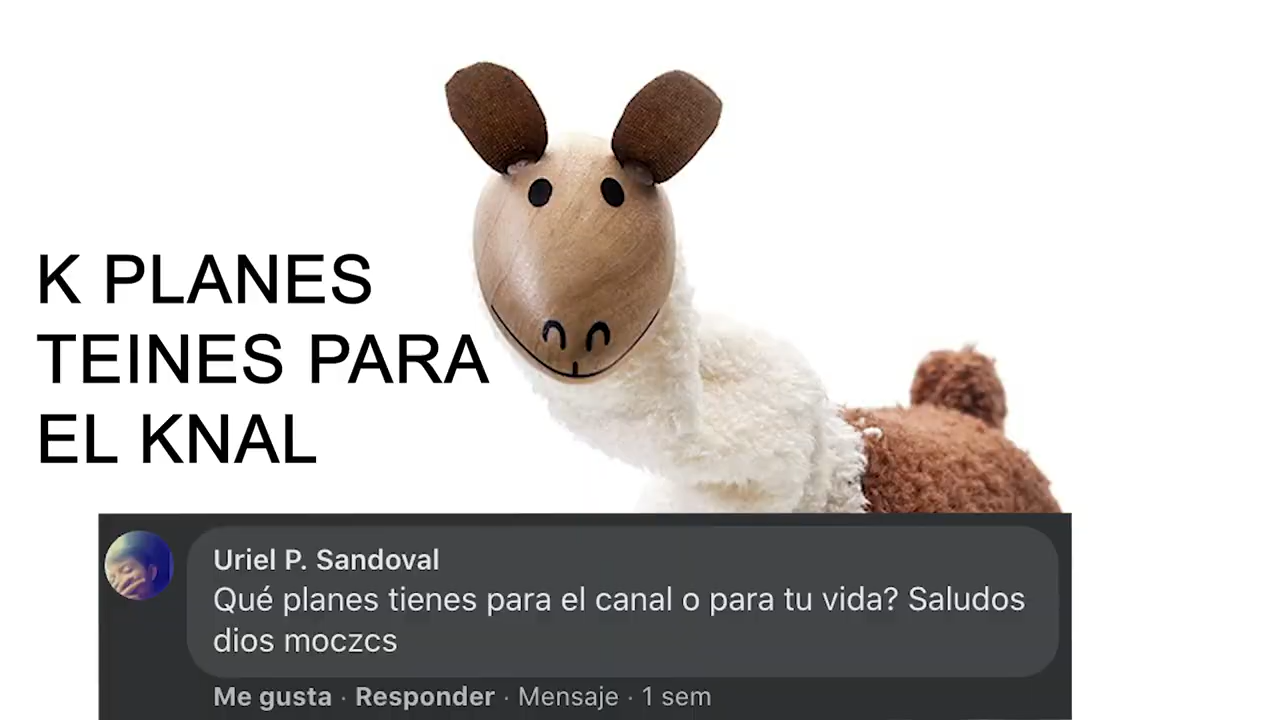 K PLANES
TEINES PARA
EL KNAL
Uriel P. Sandoval
Qué planes tienes para el canal o para tu vida? Saludos
dios moczcs
Me gusta · Responder · Mensaje · 1 sem